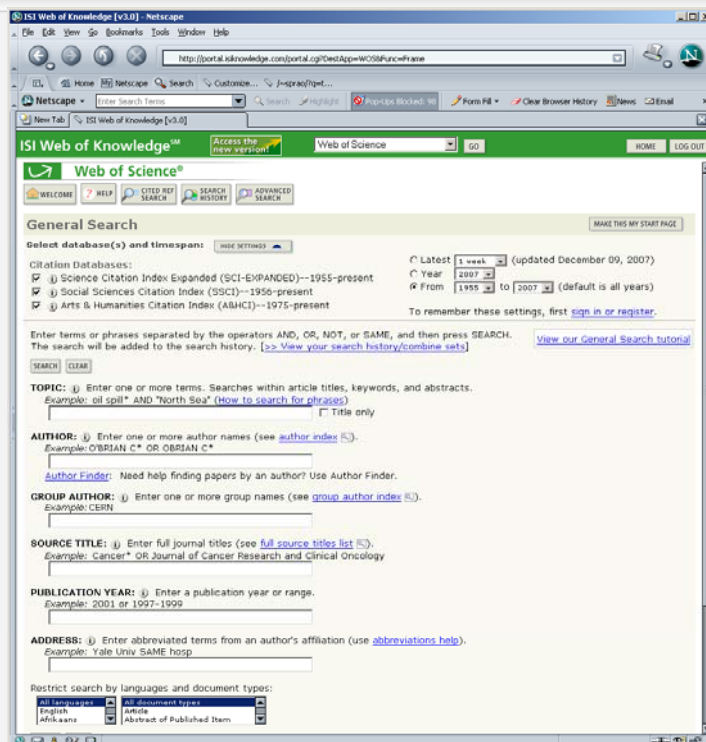 ISI Web of Knowledge [v3.0] - Netscape
File Edit View Go Bookmarks Tools Window Help
http://portal.isiknowledge.com/portal.cgi?DestApp=WOS&Func=Frame
Home My Netscape Search Customize...
Netscape Enter Search Terms Search Highlight Pop-Ups Blocked: 98 Form Fill Clear Browser History News Email
New Tab ISI Web of Knowledge [v3.0]
ISI Web of Knowledge℠ Access the new version! Web of Science GO HOME LOG OUT
Web of Science®
WELCOME ? HELP CITED REF SEARCH SEARCH HISTORY ADVANCED SEARCH
General Search MAKE THIS MY START PAGE
Select database(s) and timespan: HIDE SETTINGS
Citation Databases:
Science Citation Index Expanded (SCI-EXPANDED)--1955-present
Social Sciences Citation Index (SSCI)--1956-present
Arts & Humanities Citation Index (A&HCI)--1975-present
Latest 1 week (updated December 09, 2007)
Year 2007
From 1955 to 2007 (default is all years)
To remember these settings, first sign in or register.
Enter terms or phrases separated by the operators AND, OR, NOT, or SAME, and then press SEARCH.
The search will be added to the search history. [>> View your search history/combine sets]
View our General Search tutorial
SEARCH CLEAR
TOPIC: Enter one or more terms. Searches within article titles, keywords, and abstracts.
Example: oil spill* AND "North Sea" (How to search for phrases)
Title only
AUTHOR: Enter one or more author names (see author index).
Example: O'BRIAN C* OR OBRIAN C*
Author Finder: Need help finding papers by an author? Use Author Finder.
GROUP AUTHOR: Enter one or more group names (see group author index).
Example: CERN
SOURCE TITLE: Enter full journal titles (see full source titles list).
Example: Cancer* OR Journal of Cancer Research and Clinical Oncology
PUBLICATION YEAR: Enter a publication year or range.
Example: 2001 or 1997-1999
ADDRESS: Enter abbreviated terms from an author's affiliation (use abbreviations help).
Example: Yale Univ SAME hosp
Restrict search by languages and document types:
All languages All document types
English Article
Afrikaans Abstract of Published Item